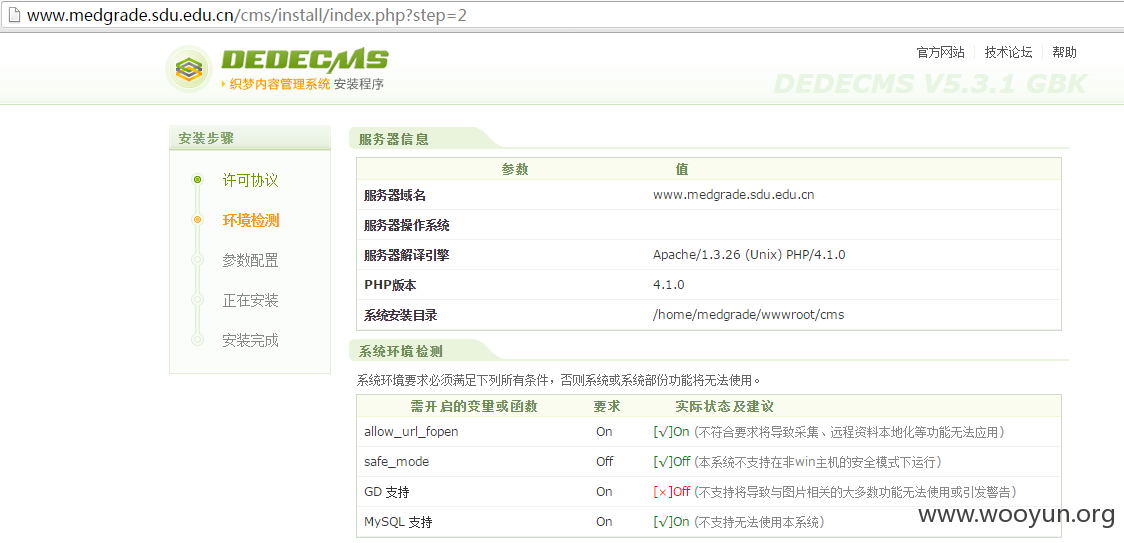 www.medgrade.sdu.edu.cn/cms/install/index.php?step=2
DEDECMS
织梦内容管理系统 安装程序
官方网站 技术论坛 帮助
DEDECMS V5.3.1 GBK
安装步骤
许可协议
环境检测
参数配置
正在安装
安装完成
服务器信息
参数 值
服务器域名 www.medgrade.sdu.edu.cn
服务器操作系统
服务器解译引擎 Apache/1.3.26 (Unix) PHP/4.1.0
PHP版本 4.1.0
系统安装目录 /home/medgrade/wwwroot/cms
系统环境检测
系统环境要求必须满足下列所有条件，否则系统或系统部份功能将无法使用。
需开启的变量或函数 要求 实际状态及建议
allow_url_fopen On [√]On (不符合要求将导致采集、远程资料本地化等功能无法应用)
safe_mode Off [√]Off (本系统不支持在非win主机的安全模式下运行)
GD 支持 On [×]Off (不支持将导致与图片相关的大多数功能无法使用或引发警告)
MySQL 支持 On [√]On (不支持无法使用本系统)
www.wooyun.org